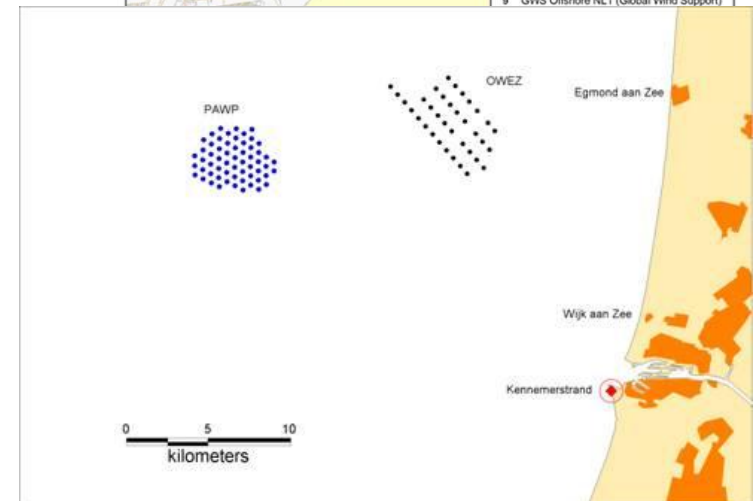 9 GWS Offshore NL1 (Global Wind Support)
OWEZ
PAWP
Egmond aan Zee
Wijk aan Zee
Kennemerstrand
0 5 10
kilometers